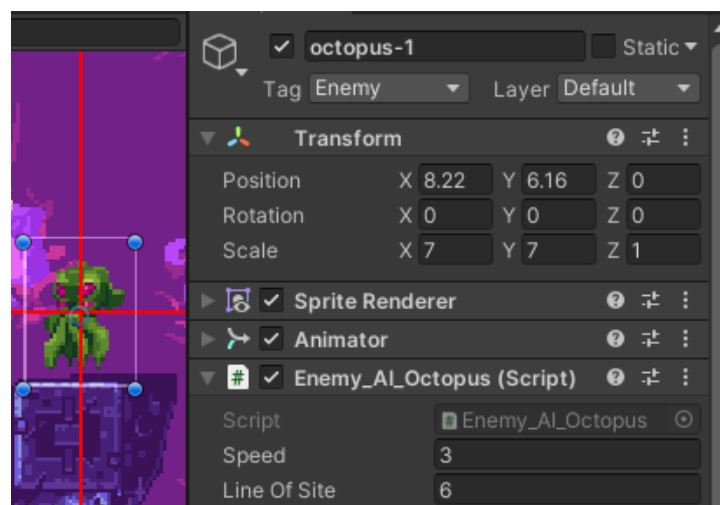 octopus-1 Static
Tag Enemy Layer Default
Transform
Position X 8.22 Y 6.16 Z 0
Rotation X 0 Y 0 Z 0
Scale X 7 Y 7 Z 1
Sprite Renderer
Animator
# Enemy_AI_Octopus (Script)
Script # Enemy_AI_Octopus
Speed 3
Line Of Site 6